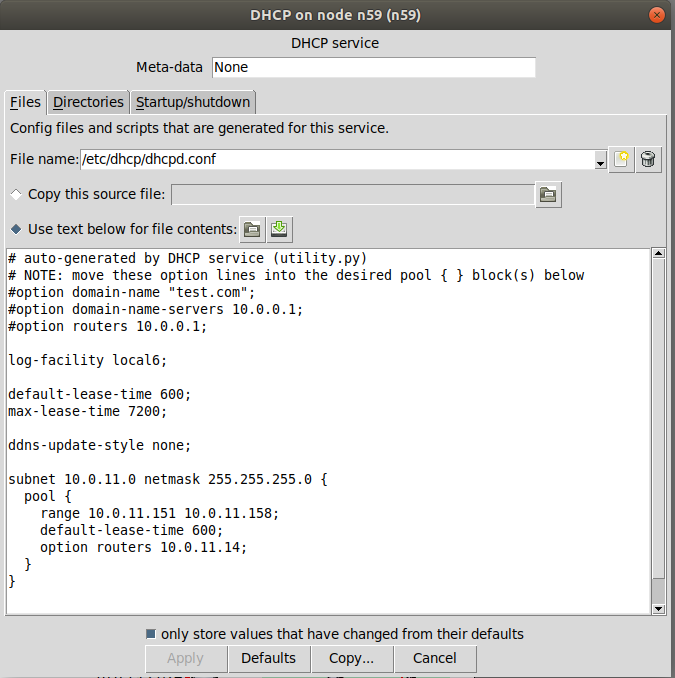 DHCP on node n59 (n59)
DHCP service
Meta-data None
Files Directories Startup/shutdown
Config files and scripts that are generated for this service.
File name: /etc/dhcp/dhcpd.conf
Copy this source file:
Use text below for file contents:
# auto-generated by DHCP service (utility.py)
# NOTE: move these option lines into the desired pool { } block(s) below
#option domain-name "test.com";
#option domain-name-servers 10.0.0.1;
#option routers 10.0.0.1;
log-facility local6;
default-lease-time 600;
max-lease-time 7200;
ddns-update-style none;
subnet 10.0.11.0 netmask 255.255.255.0 {
pool {
range 10.0.11.151 10.0.11.158;
default-lease-time 600;
option routers 10.0.11.14;
}
}
only store values that have changed from their defaults
Apply Defaults Copy... Cancel